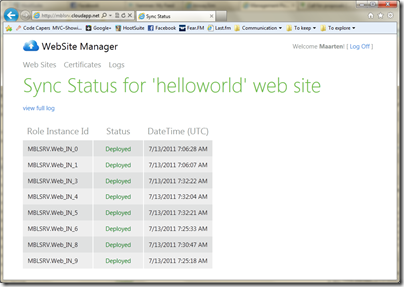 http://mblsrv.cloudapp.net
Sync Status
Code Capes
MVC-Showi...
Google
HootSuite
Facebook
Fear.FM
Last.fm
Communication
To keep
To explore
WebSite Manager
Welcome Maarten! [ Log Off ]
Web Sites Certificates Logs
Sync Status for 'helloworld' web site
view full log
Role Instance Id Status DateTime (UTC)
MBLSRV.Web_IN_0 Deployed 7/13/2011 7:06:28 AM
MBLSRV.Web_IN_1 Deployed 7/13/2011 7:06:07 AM
MBLSRV.Web_IN_3 Deployed 7/13/2011 7:32:22 AM
MBLSRV.Web_IN_4 Deployed 7/13/2011 7:32:04 AM
MBLSRV.Web_IN_5 Deployed 7/13/2011 7:32:21 AM
MBLSRV.Web_IN_6 Deployed 7/13/2011 7:25:33 AM
MBLSRV.Web_IN_8 Deployed 7/13/2011 7:30:47 AM
MBLSRV.Web_IN_9 Deployed 7/13/2011 7:25:18 AM